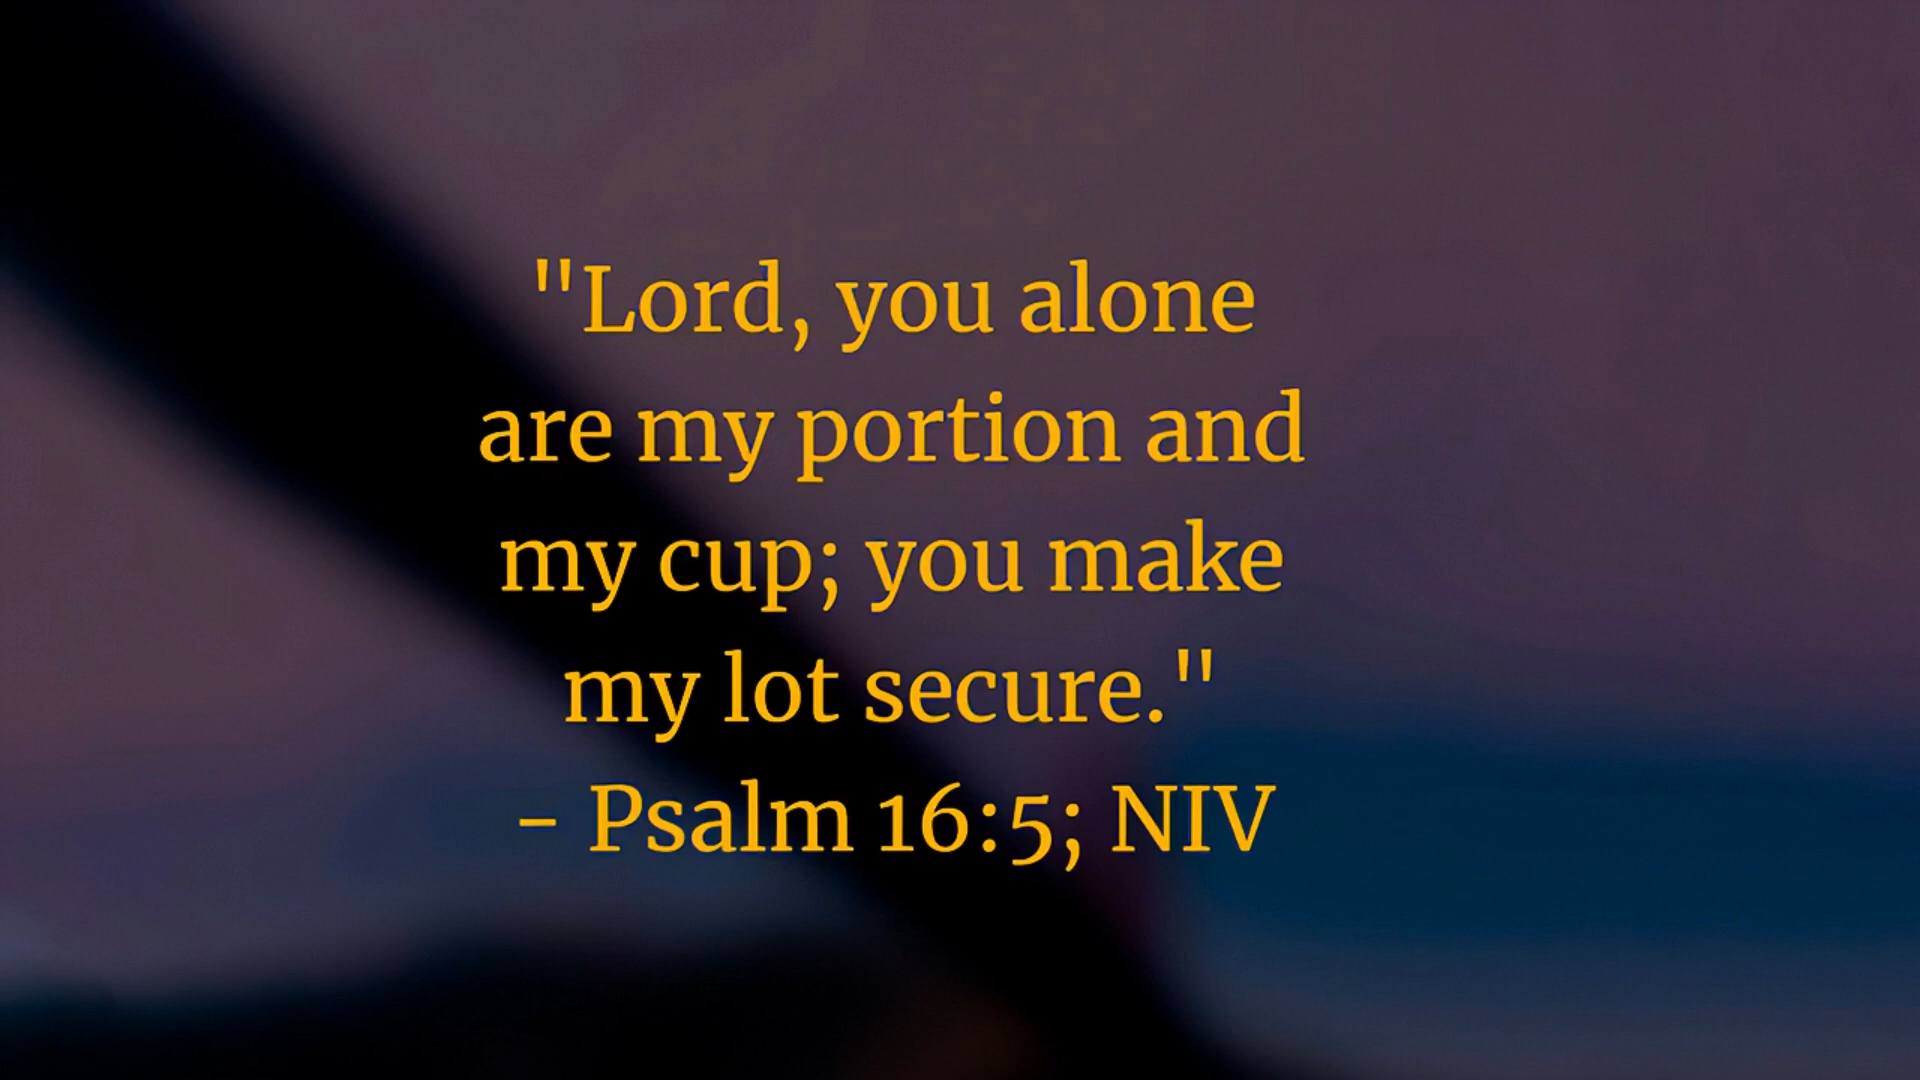 "Lord, you alone
are my portion and
my cup; you make
my lot secure."
- Psalm 16:5; NIV